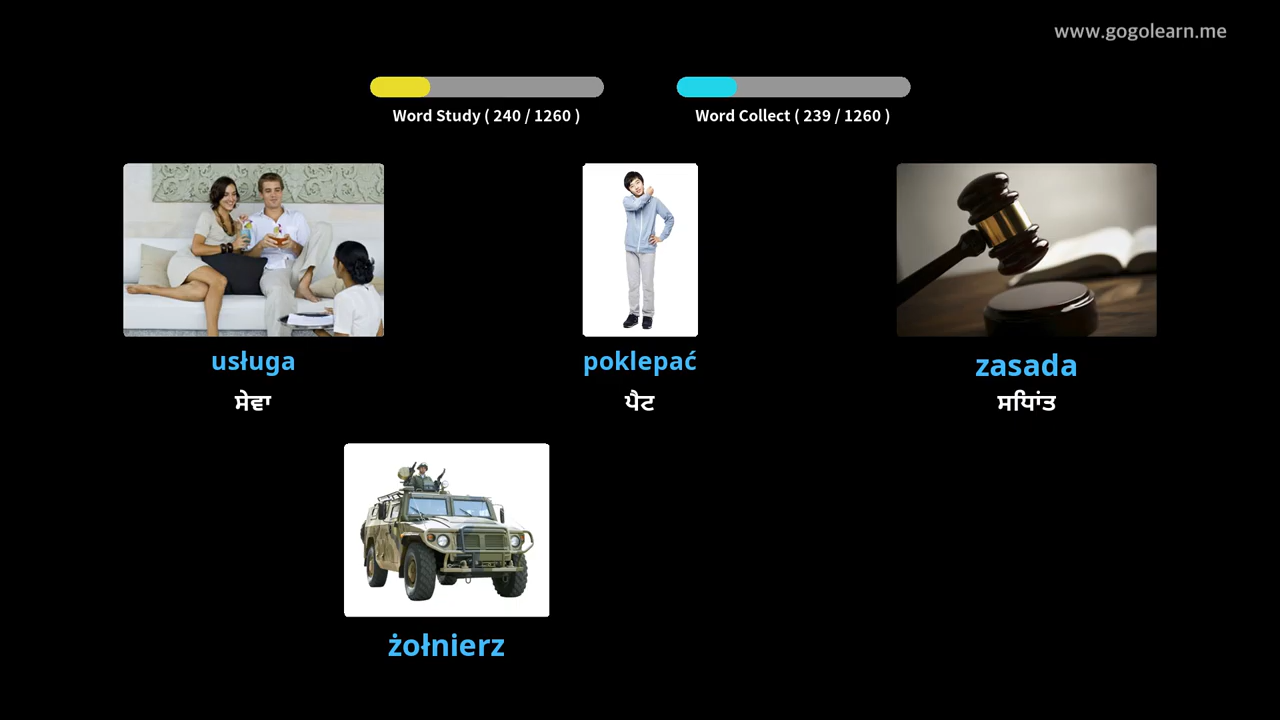 www.gogolearn.me
Word Study ( 240 / 1260 )
Word Collect ( 239 / 1260 )
usługa
poklepać
zasada
ਸੇਵਾ
ਪੈਟ
ਸਧਿਾਂਤ
żołnierz